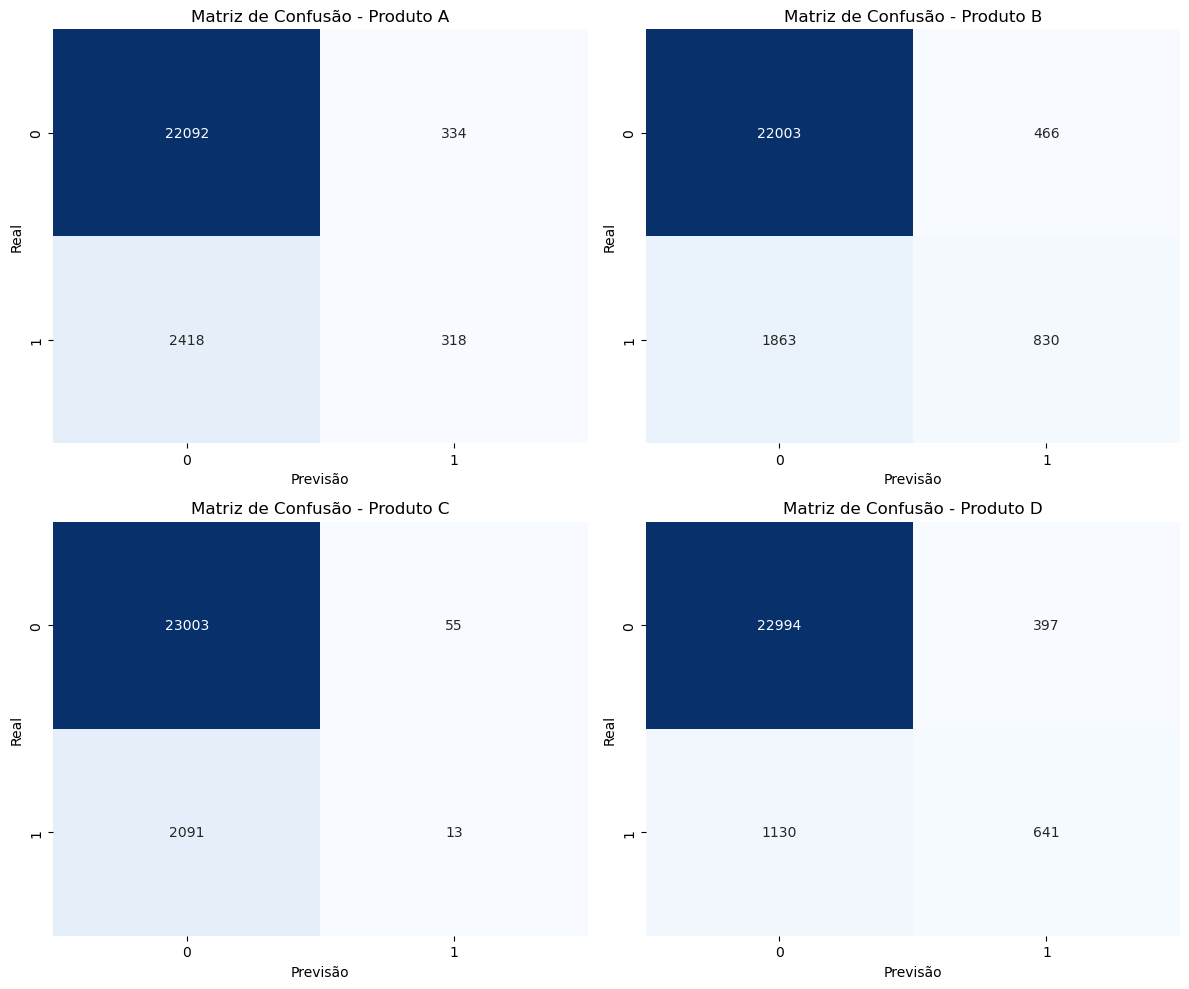 Matriz de Confusão - Produto A
0
22092
334
Real
1
2418
318
0
1
Previsão
Matriz de Confusão - Produto B
0
22003
466
Real
1
1863
830
0
1
Previsão
Matriz de Confusão - Produto C
0
23003
55
Real
1
2091
13
0
1
Previsão
Matriz de Confusão - Produto D
0
22994
397
Real
1
1130
641
0
1
Previsão